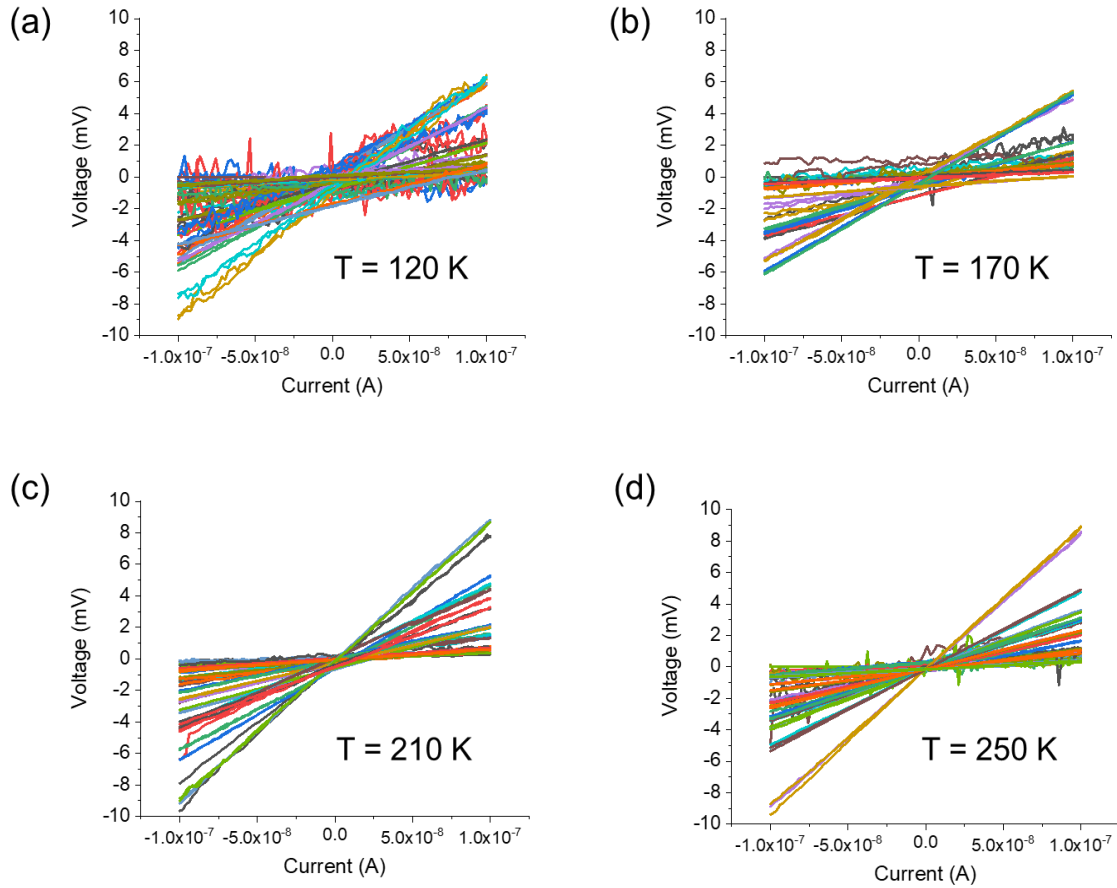 (a)
10
8
6
4
2
0
-2
-4
-6
-8
-10
Voltage (mV)
T = 120 K
-1.0x10⁻⁷ -5.0x10⁻⁸ 0.0 5.0x10⁻⁸ 1.0x10⁻⁷
Current (A)
(b)
10
8
6
4
2
0
-2
-4
-6
-8
-10
Voltage (mV)
T = 170 K
-1.0x10⁻⁷ -5.0x10⁻⁸ 0.0 5.0x10⁻⁸ 1.0x10⁻⁷
Current (A)
(c)
10
8
6
4
2
0
-2
-4
-6
-8
-10
Voltage (mV)
T = 210 K
-1.0x10⁻⁷ -5.0x10⁻⁸ 0.0 5.0x10⁻⁸ 1.0x10⁻⁷
Current (A)
(d)
10
8
6
4
2
0
-2
-4
-6
-8
-10
Voltage (mV)
T = 250 K
-1.0x10⁻⁷ -5.0x10⁻⁸ 0.0 5.0x10⁻⁸ 1.0x10⁻⁷
Current (A)